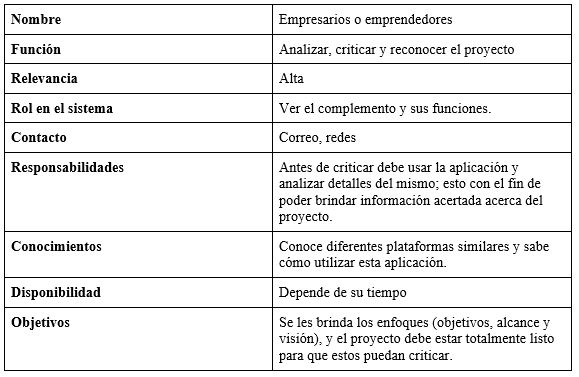 Nombre
Empresarios o emprendedores
Función
Analizar, criticar y reconocer el proyecto
Relevancia
Alta
Rol en el sistema
Ver el complemento y sus funciones.
Contacto
Correo, redes
Responsabilidades
Antes de criticar debe usar la aplicación y
analizar detalles del mismo; esto con el fin de
poder brindar información acertada acerca del
proyecto.
Conocimientos
Conoce diferentes plataformas similares y sabe
cómo utilizar esta aplicación.
Disponibilidad
Depende de su tiempo
Objetivos
Se les brinda los enfoques (objetivos, alcance y
visión), y el proyecto debe estar totalmente listo
para que estos puedan criticar.